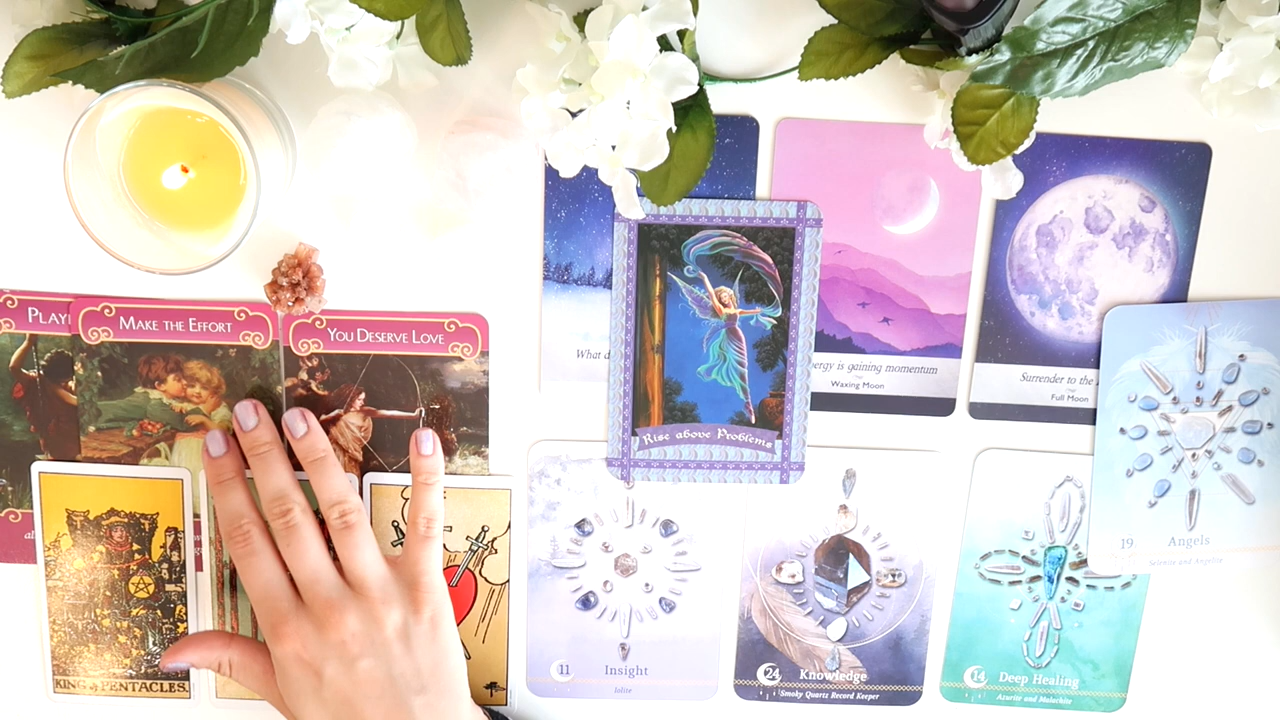 MAKE THE EFFORT
YOU DESERVE LOVE
KING of PENTACLES.
What
Rise above Problems
is gaining momentum
Waxing Moon
Surrender to the
Full Moon
11 Insight
Iolite
24 Knowledge
Smoky Quartz Record Keeper
14 Deep Healing
Azurite and Malachite
19 Angels
Selenite and Angelite